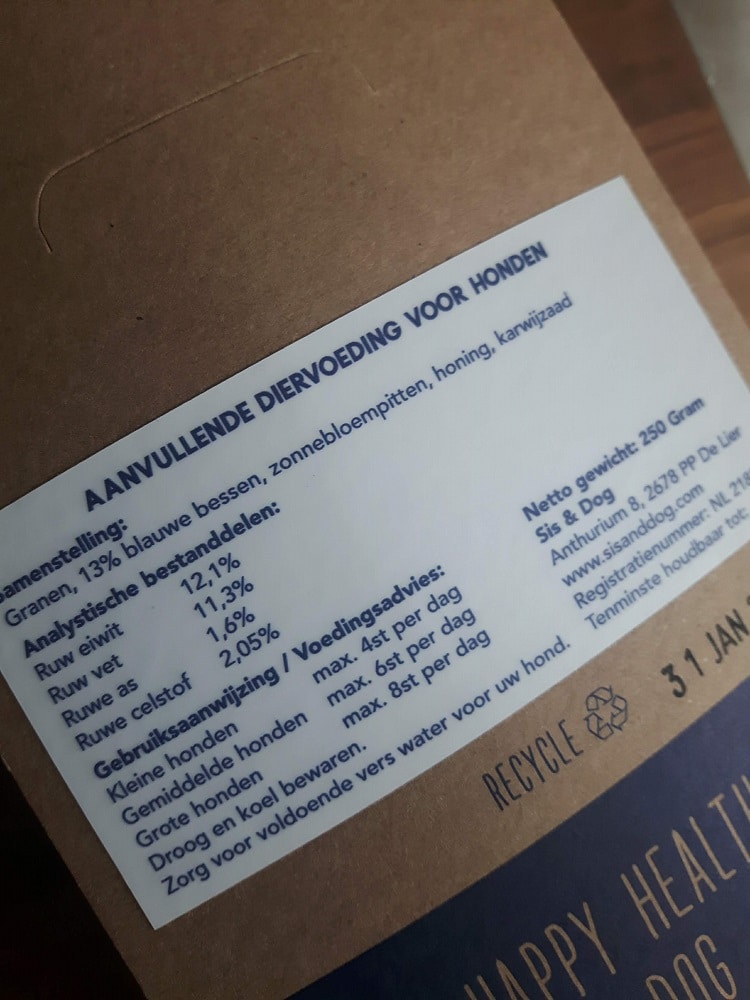 AANVULLENDE DIERVOEDING VOOR HONDEN
Samenstelling:
Granen, 13% blauwe bessen, zonnebloempitten, honing, karwijzaad
Analystische bestanddelen:
Ruw eiwit 12,1%
Ruw vet 11,3%
Ruwe as 1,6%
Ruwe celstof 2,05%
Gebruiksaanwijzing / Voedingsadvies:
Kleine honden max. 4st per dag
Gemiddelde honden max. 6st per dag
Grote honden max. 8st per dag
Droog en koel bewaren.
Zorg voor voldoende vers water voor uw hond.
Netto gewicht: 250 Gram
Sis & Dog
Anthurium 8, 2678 PP De Lier
www.sisanddog.com
Registratienummer: NL 218
Tenminste houdbaar tot:
31 JAN
RECYCLE
HAPPY HEALTH
DOG